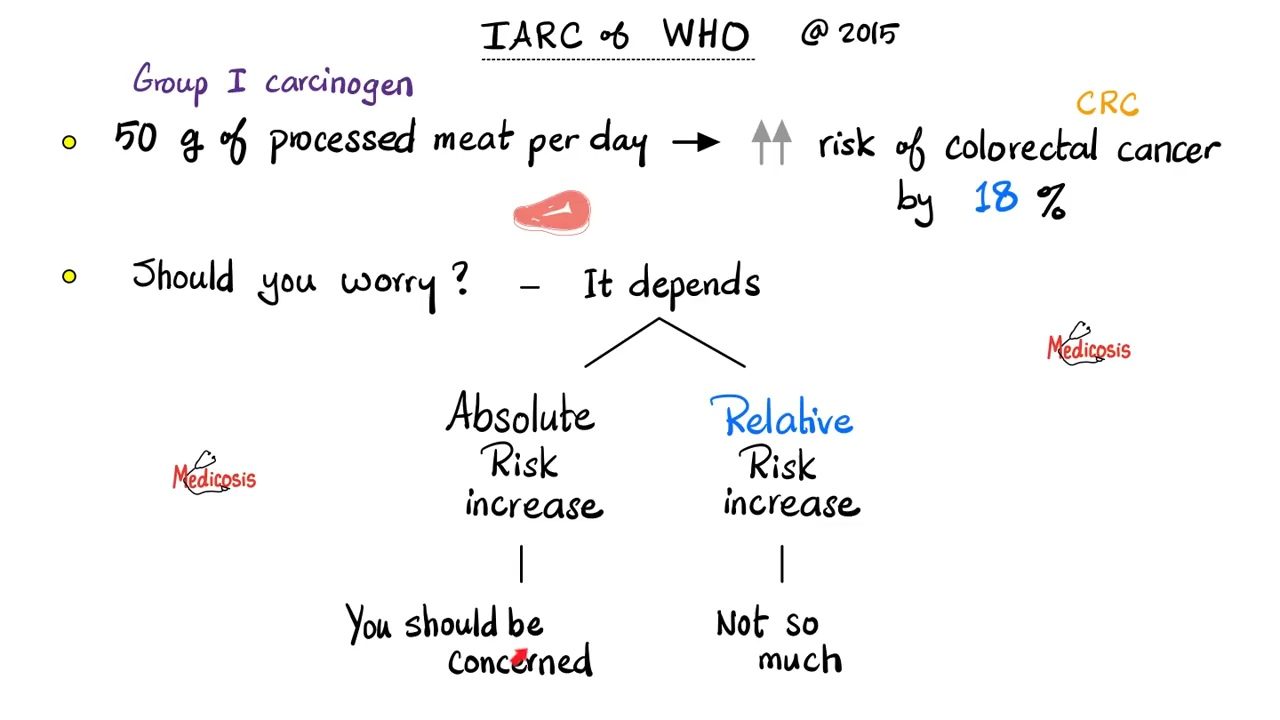 IARC of WHO @ 2015
Group I carcinogen
CRC
50 g of processed meat per day → ↑↑ risk of colorectal cancer
by 18 %
Should you worry? – It depends
Medicosis
Absolute Relative
Risk Risk
increase increase
Medicosis
You should be Not so
concerned much